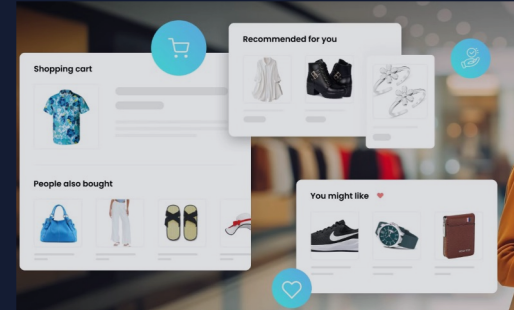 Recommended for you
Shopping cart
People also bought
You might like